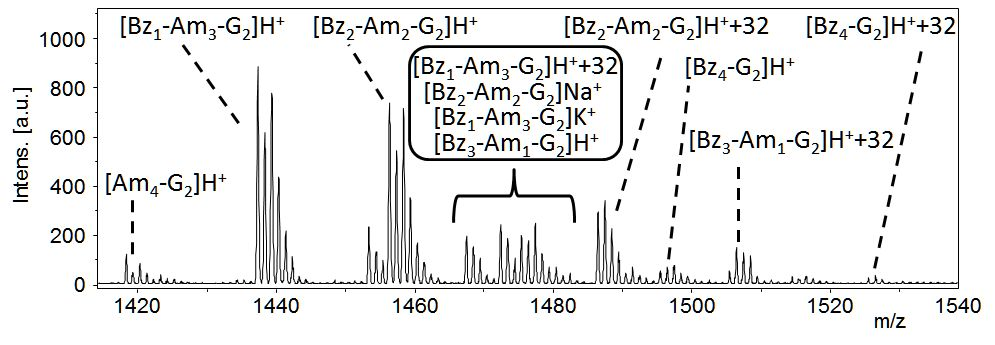 [Bz₁-Am₃-G₂]H⁺ [Bz₂-Am₂-G₂]H⁺ [Bz₂-Am₂-G₂]H⁺+32 [Bz₄-G₂]H⁺+32
[Bz₁-Am₃-G₂]H⁺+32
[Bz₂-Am₂-G₂]Na⁺
[Bz₁-Am₃-G₂]K⁺
[Bz₃-Am₁-G₂]H⁺
[Bz₄-G₂]H⁺
[Bz₃-Am₁-G₂]H⁺+32
[Am₄-G₂]H⁺
Intens. [a.u.]
1000
800
600
400
200
0
1420 1440 1460 1480 1500 1520 1540
m/z